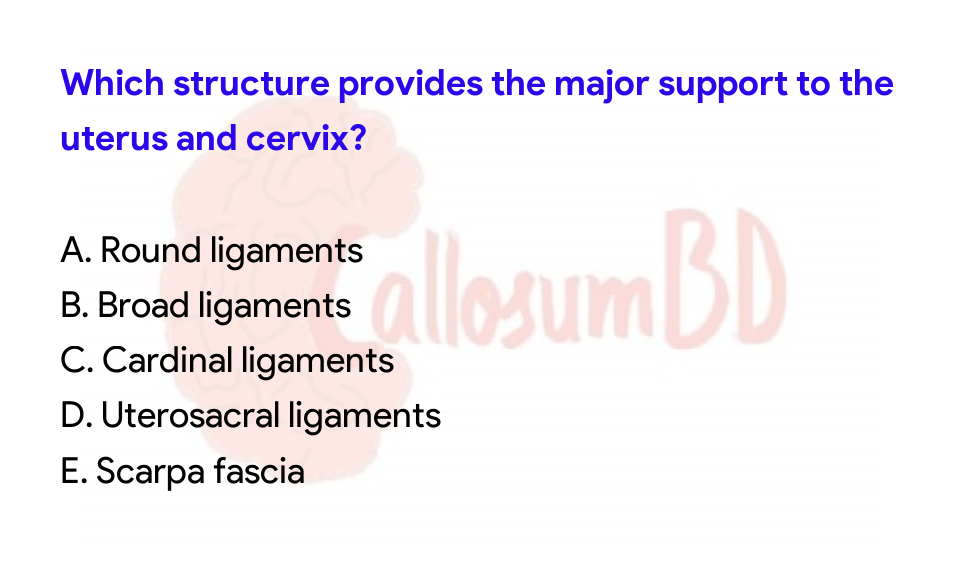 Which structure provides the major support to the
uterus and cervix?
CallosumBD
A. Round ligaments
B. Broad ligaments
C. Cardinal ligaments
D. Uterosacral ligaments
E. Scarpa fascia